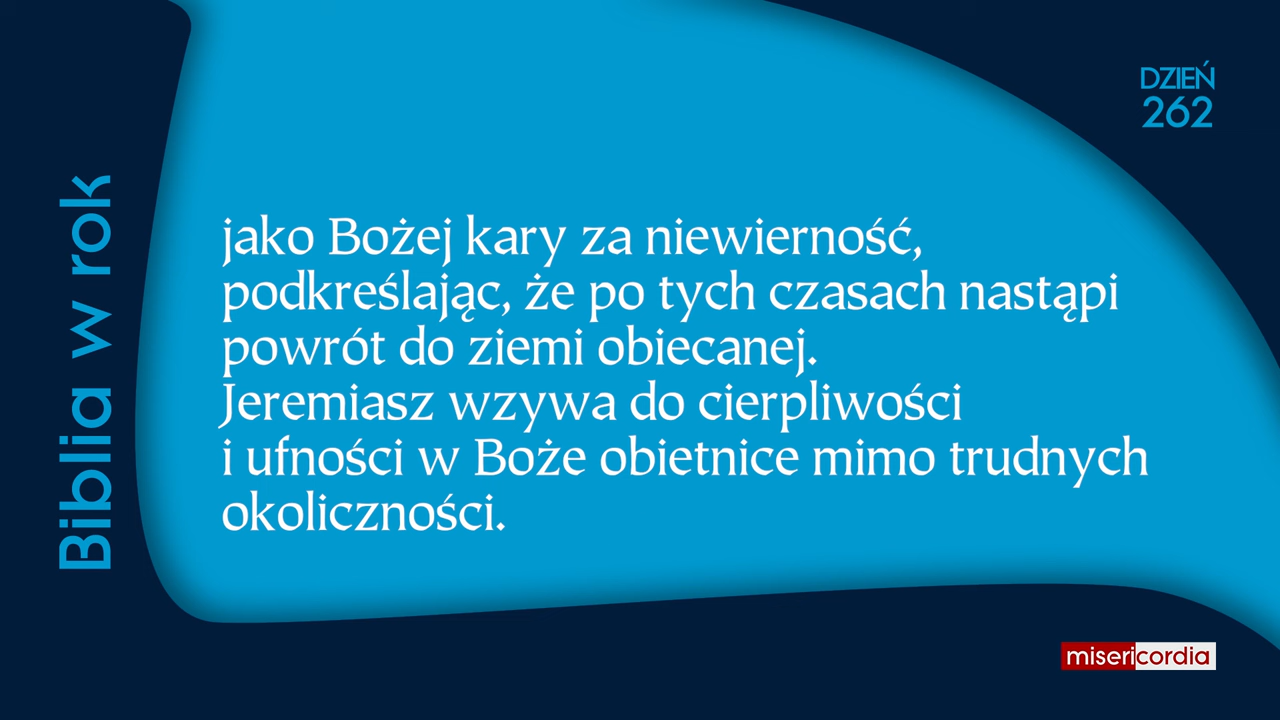 DZIEŃ
262
Biblia w rok
jako Bożej kary za niewierność,
podkreślając, że po tych czasach nastąpi
powrót do ziemi obiecanej.
Jeremiasz wzywa do cierpliwości
i ufności w Boże obietnice mimo trudnych
okoliczności.
misericordia